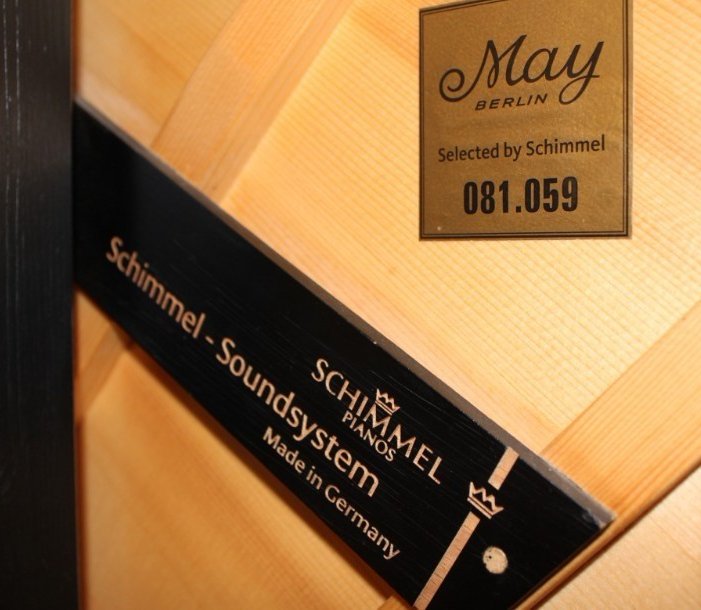 May
BERLIN
Selected by Schimmel
081.059
Schimmel - Soundsystem
SCHIMMEL
PIANOS
Made in Germany